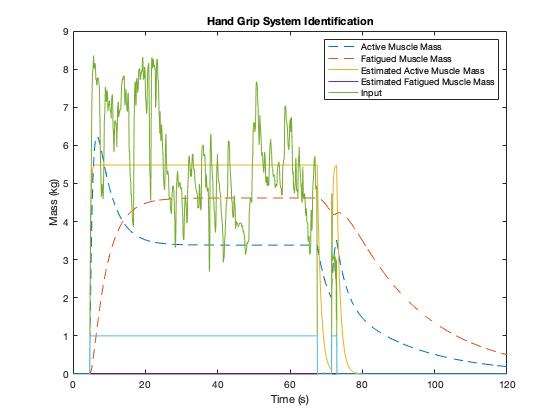 Hand Grip System Identification
Active Muscle Mass
Fatigued Muscle Mass
Estimated Active Muscle Mass
Estimated Fatigued Muscle Mass
Input
Mass (kg)
9
8
7
6
5
4
3
2
1
0
0 20 40 60 80 100 120
Time (s)